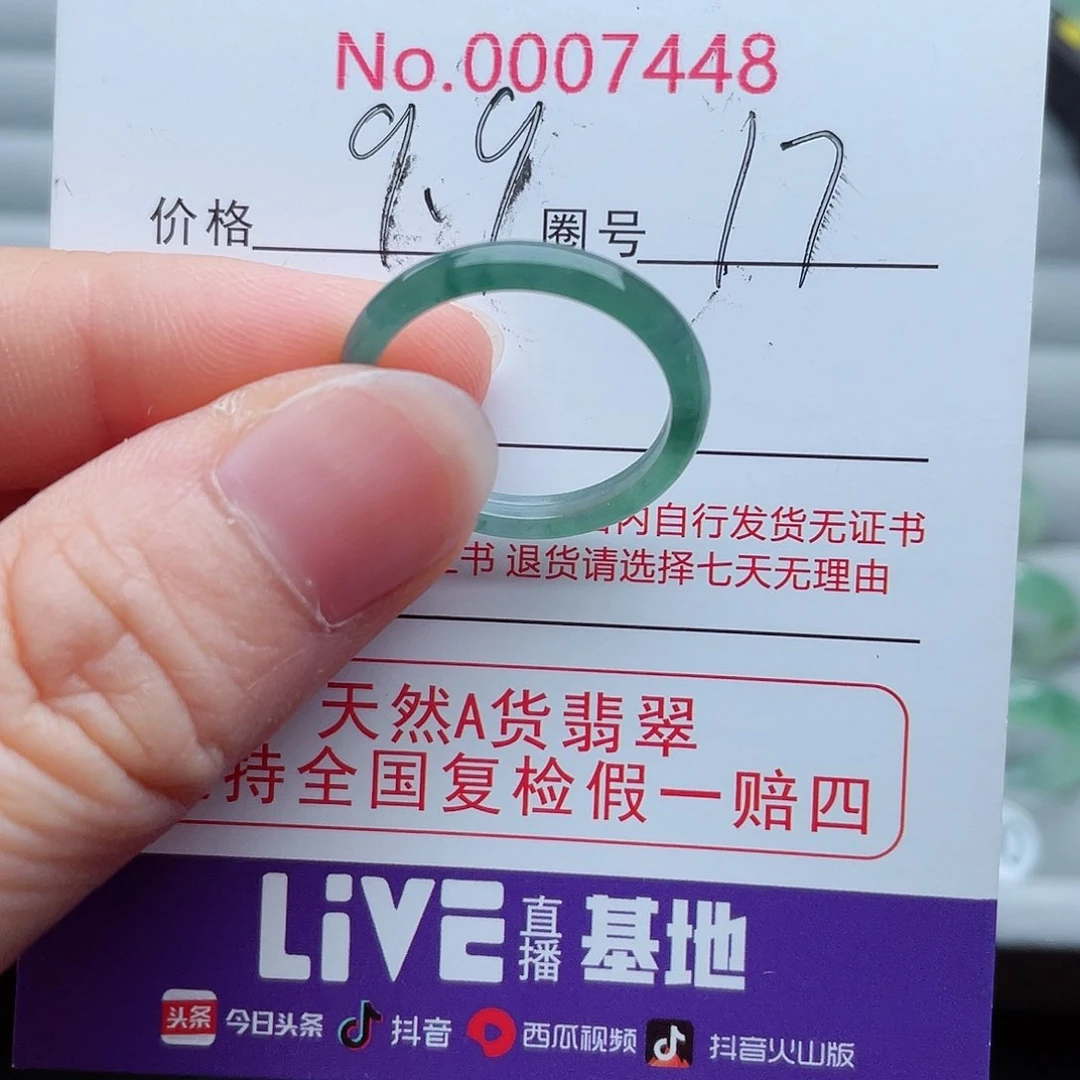 No.0007448
价格 9.9 圈号 17
内自行发货无证书
书 退货请选择七天无理由
天然A货翡翠
持全国复检假一赔四
LiVE 直播 基地
头条 今日头条 抖音 西瓜视频 抖音火山版